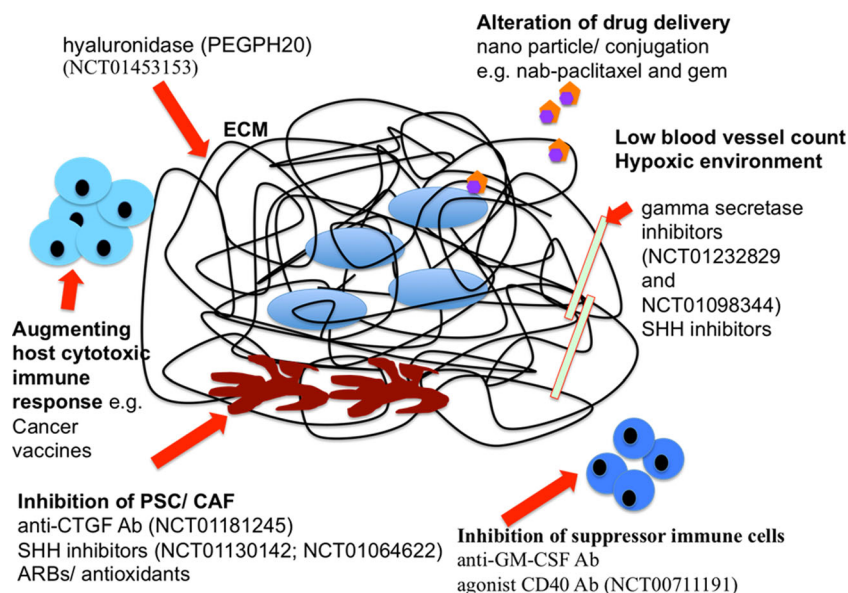 hyaluronidase (PEGPH20)
(NCT01453153)
Alteration of drug delivery
nano particle/ conjugation
e.g. nab-paclitaxel and gem
ECM
Low blood vessel count
Hypoxic environment
gamma secretase
inhibitors
(NCT01232829
and
NCT01098344)
SHH inhibitors
Augmenting
host cytotoxic
immune
response e.g.
Cancer
vaccines
Inhibition of PSC/ CAF
anti-CTGF Ab (NCT01181245)
SHH inhibitors (NCT01130142; NCT01064622)
ARBs/ antioxidants
Inhibition of suppressor immune cells
anti-GM-CSF Ab
agonist CD40 Ab (NCT00711191)